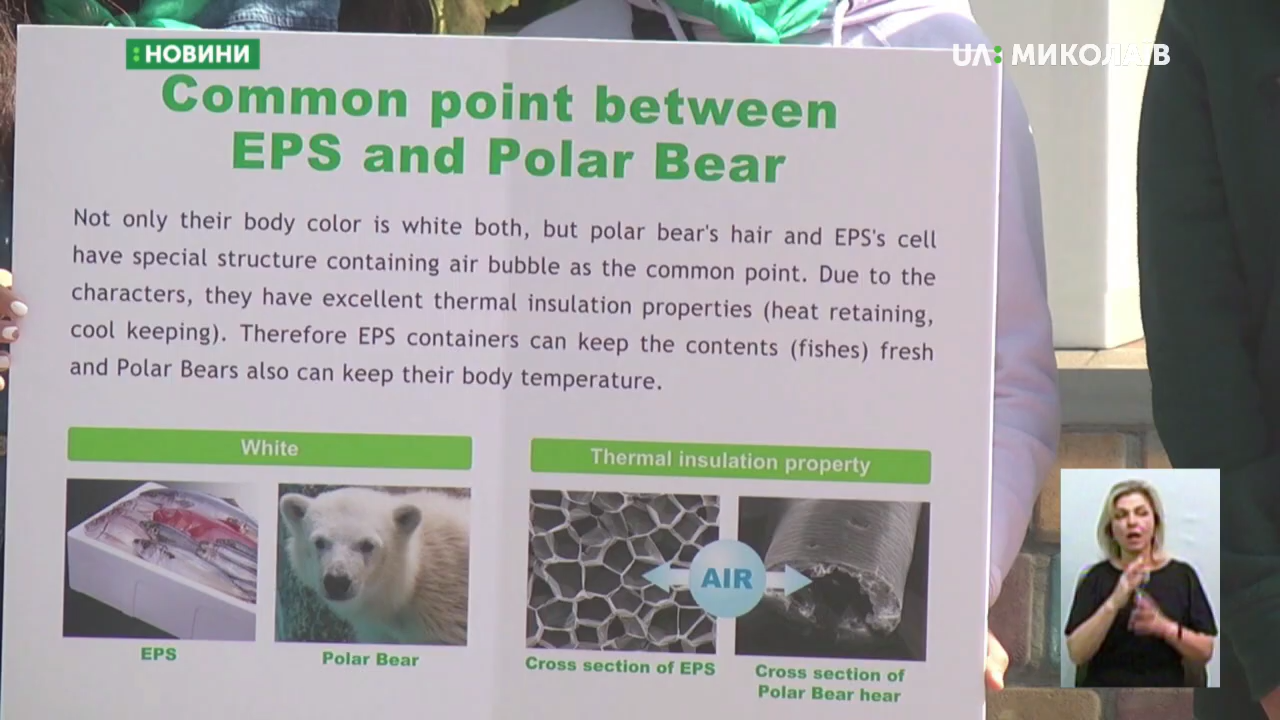 :НОВИНИ
UA: МИКОЛАЇВ
Common point between
EPS and Polar Bear
Not only their body color is white both, but polar bear's hair and EPS's cell
have special structure containing air bubble as the common point. Due to the
characters, they have excellent thermal insulation properties (heat retaining,
cool keeping). Therefore EPS containers can keep the contents (fishes) fresh
and Polar Bears also can keep their body temperature.
White
Thermal insulation property
AIR
EPS
Polar Bear
Cross section of EPS
Cross section of
Polar Bear hear